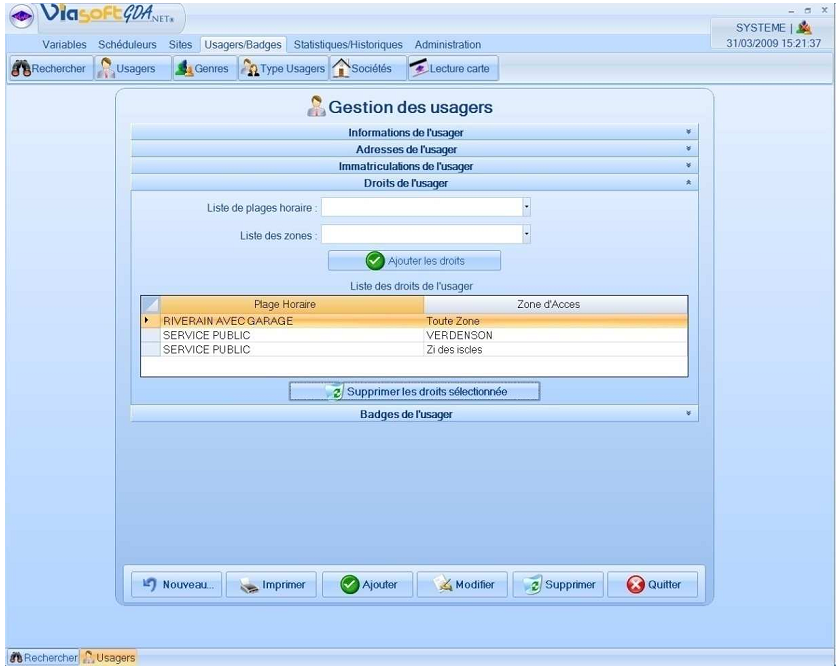 Viasoft GDA.NET
SYSTEME |
31/03/2009 15:21:37
Variables Schéduleurs Sites Usagers/Badges Statistiques/Historiques Administration
Rechercher Usagers Genres Type Usagers Sociétés Lecture carte
Gestion des usagers
Informations de l'usager
Adresses de l'usager
Immatriculations de l'usager
Droits de l'usager
Liste de plages horaire :
Liste des zones :
Ajouter les droits
Liste des droits de l'usager
Plage Horaire Zone d'Acces
RIVERAIN AVEC GARAGE Toute Zone
SERVICE PUBLIC VERDENSON
SERVICE PUBLIC Zi des iscles
Supprimer les droits sélectionnée
Badges de l'usager
Nouveau... Imprimer Ajouter Modifier Supprimer Quitter
Rechercher Usagers